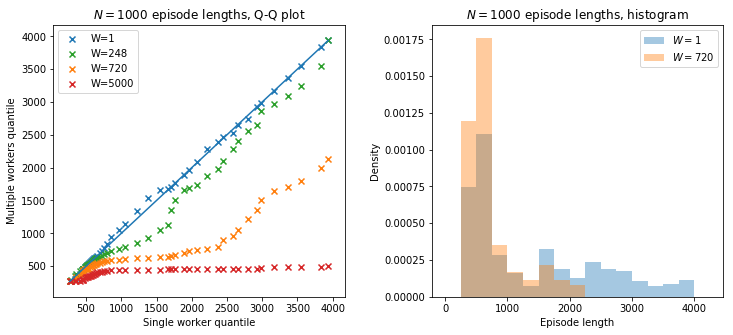 N = 1000 episode lengths, Q-Q plot
W=1
W=248
W=720
W=5000
4000
3500
3000
2500
2000
1500
1000
500
Multiple workers quantile
500 1000 1500 2000 2500 3000 3500 4000
Single worker quantile
N = 1000 episode lengths, histogram
W = 1
W = 720
0.00175
0.00150
0.00125
0.00100
0.00075
0.00050
0.00025
0.00000
Density
0 1000 2000 3000 4000
Episode length